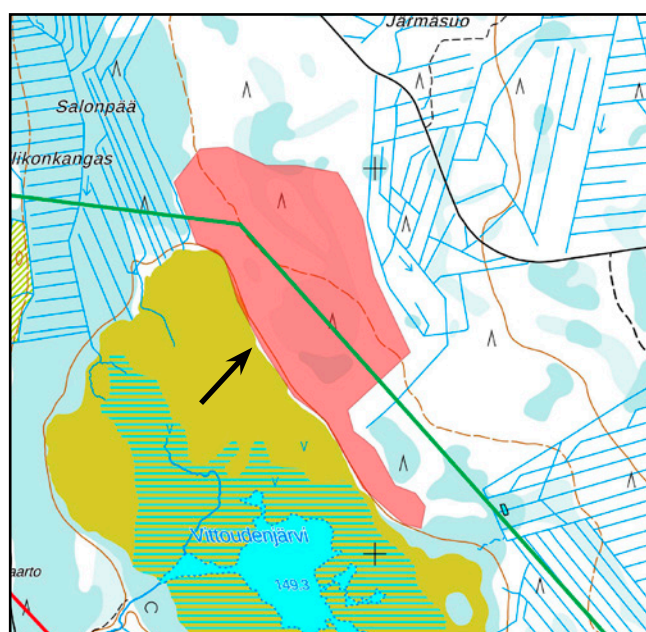 Järmäsuo
Salonpää
likonkangas
Vittoudenjärvi
149.3
aarto